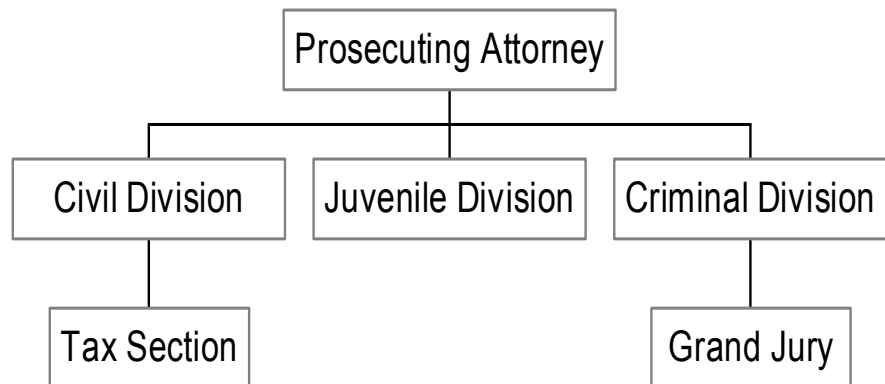 Prosecuting Attorney
Civil Division
Juvenile Division
Criminal Division
Tax Section
Grand Jury